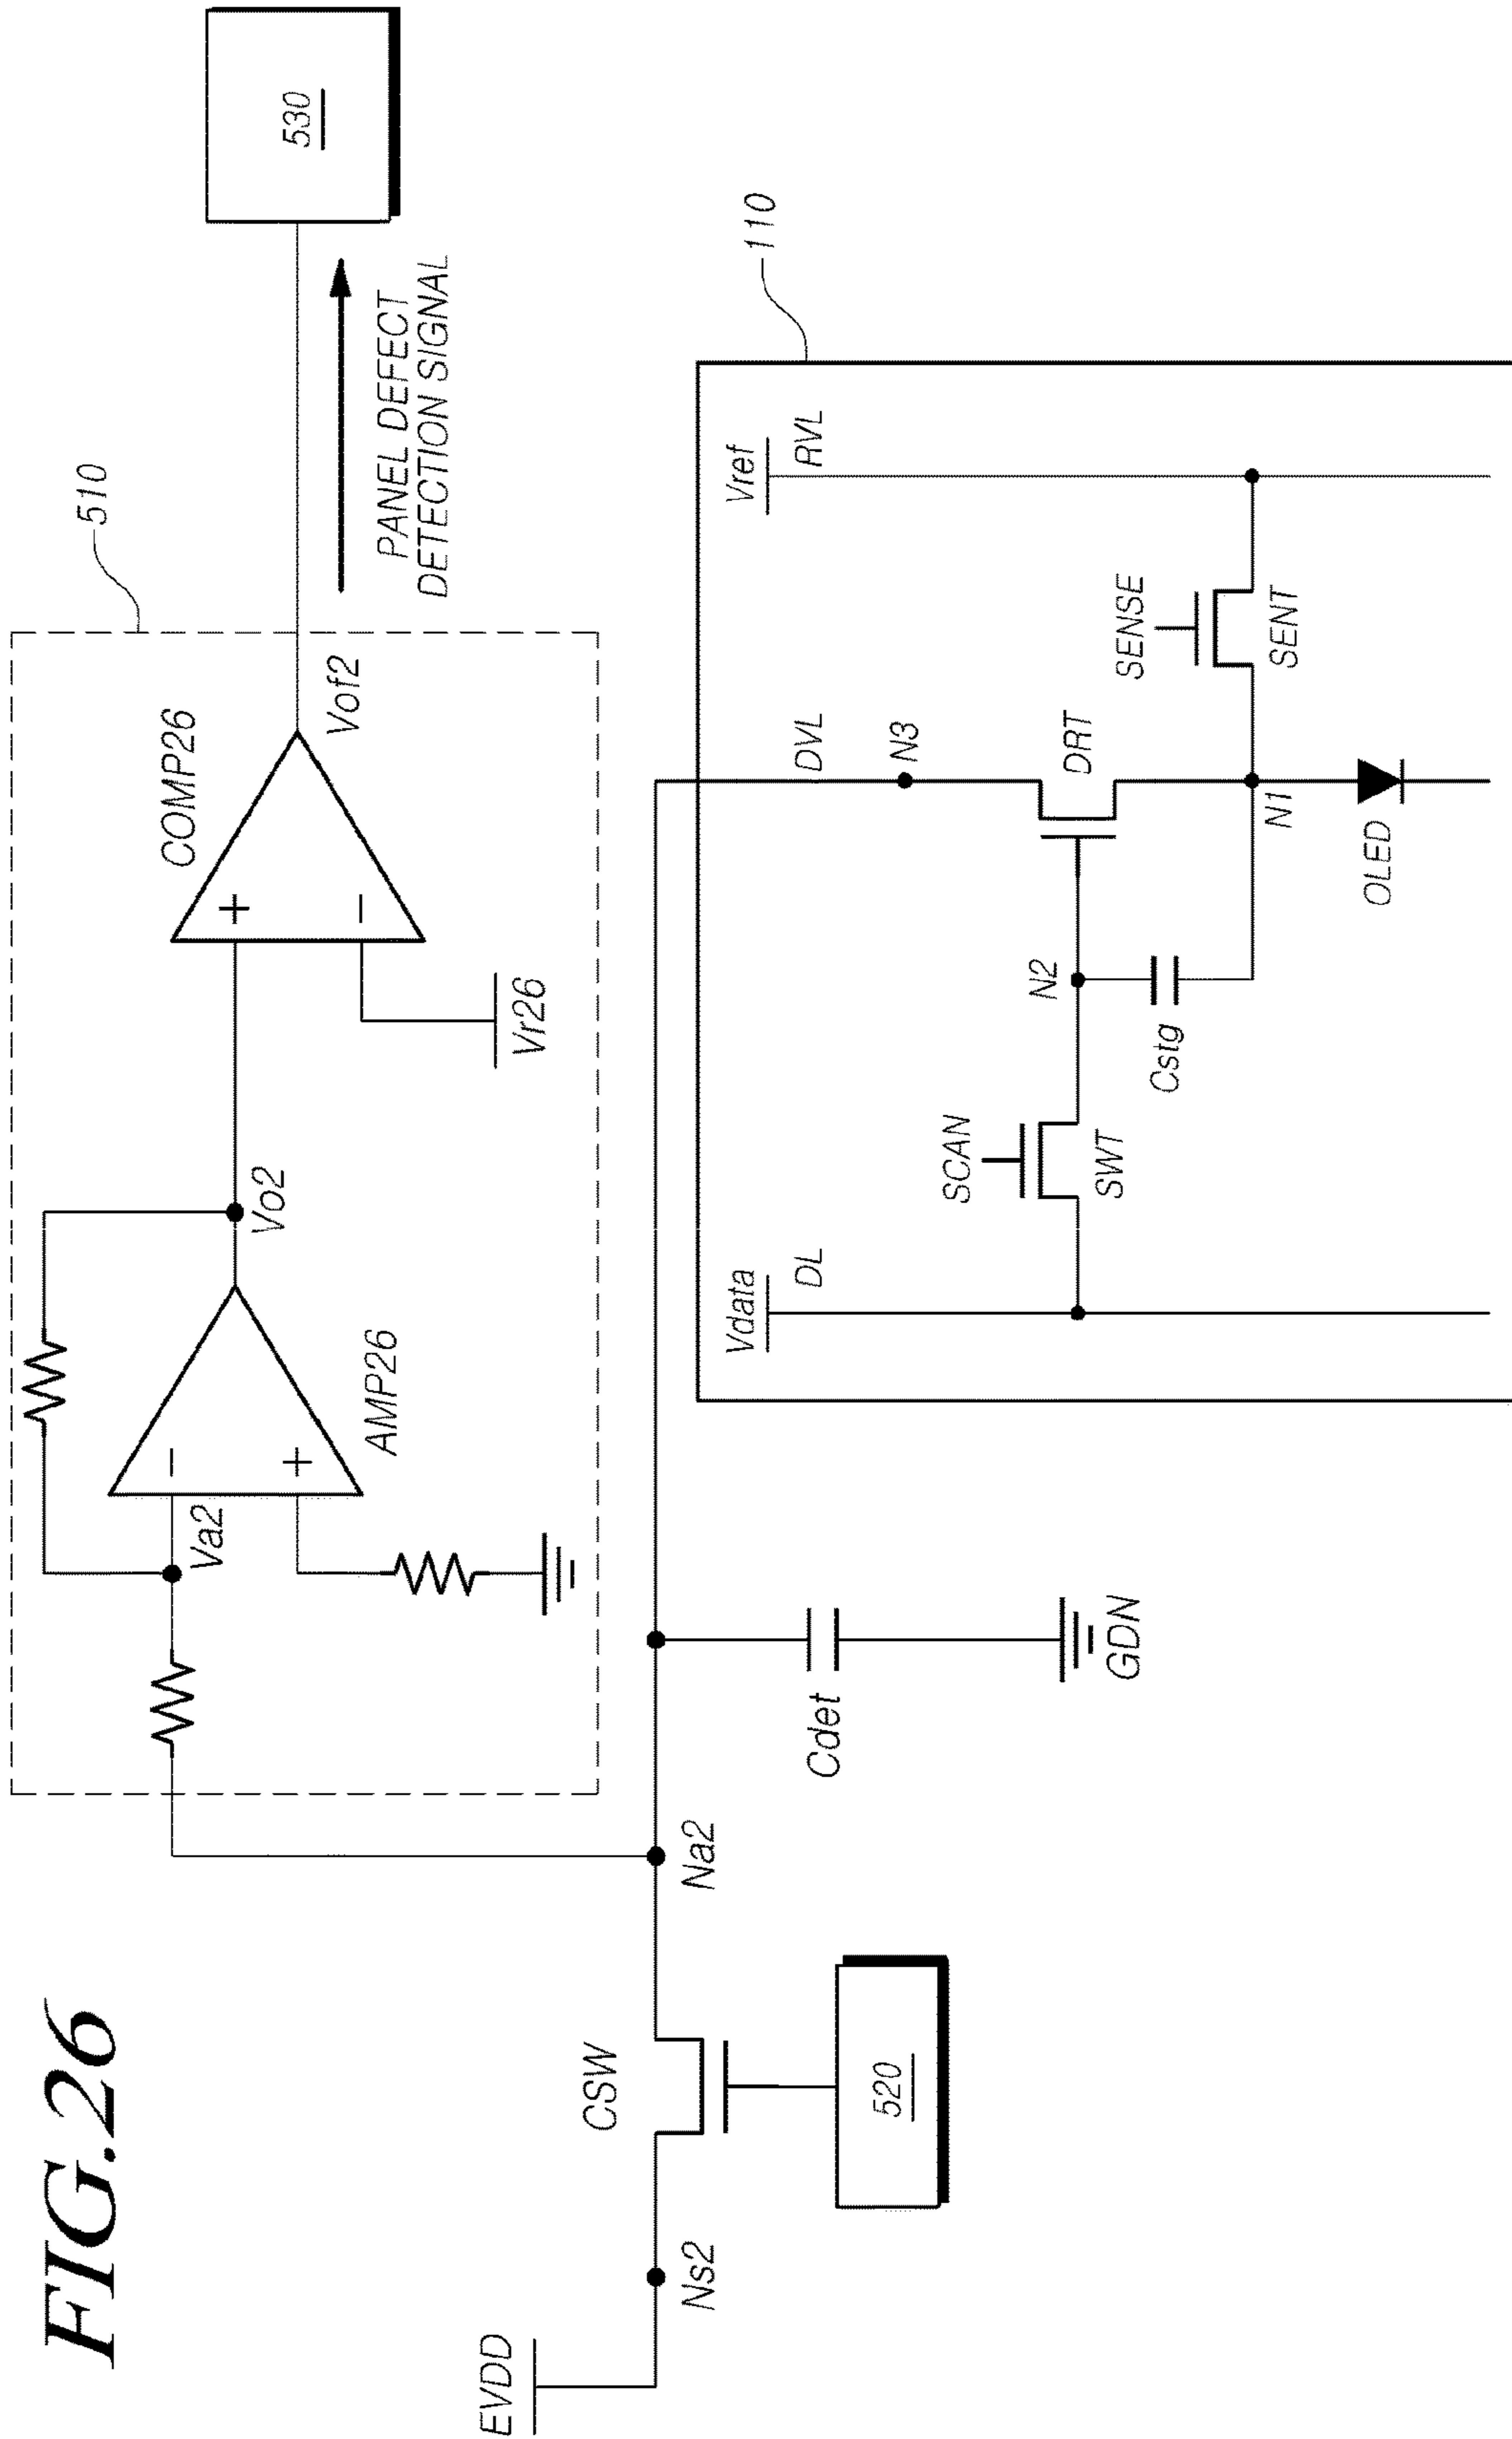 FIG.26
510
COMP26
+
−
Vof2
Vo2
AMP26
−
+
Va2
Vr26
530
PANEL DEFECT
DETECTION SIGNAL
EVDD
Ns2
CSW
520
Na2
Cdet
GDN
110
Vdata
DL
DVL
N3
Vref
RVL
SCAN
SWT
N2
Cstg
DRT
SENSE
SENT
N1
OLED